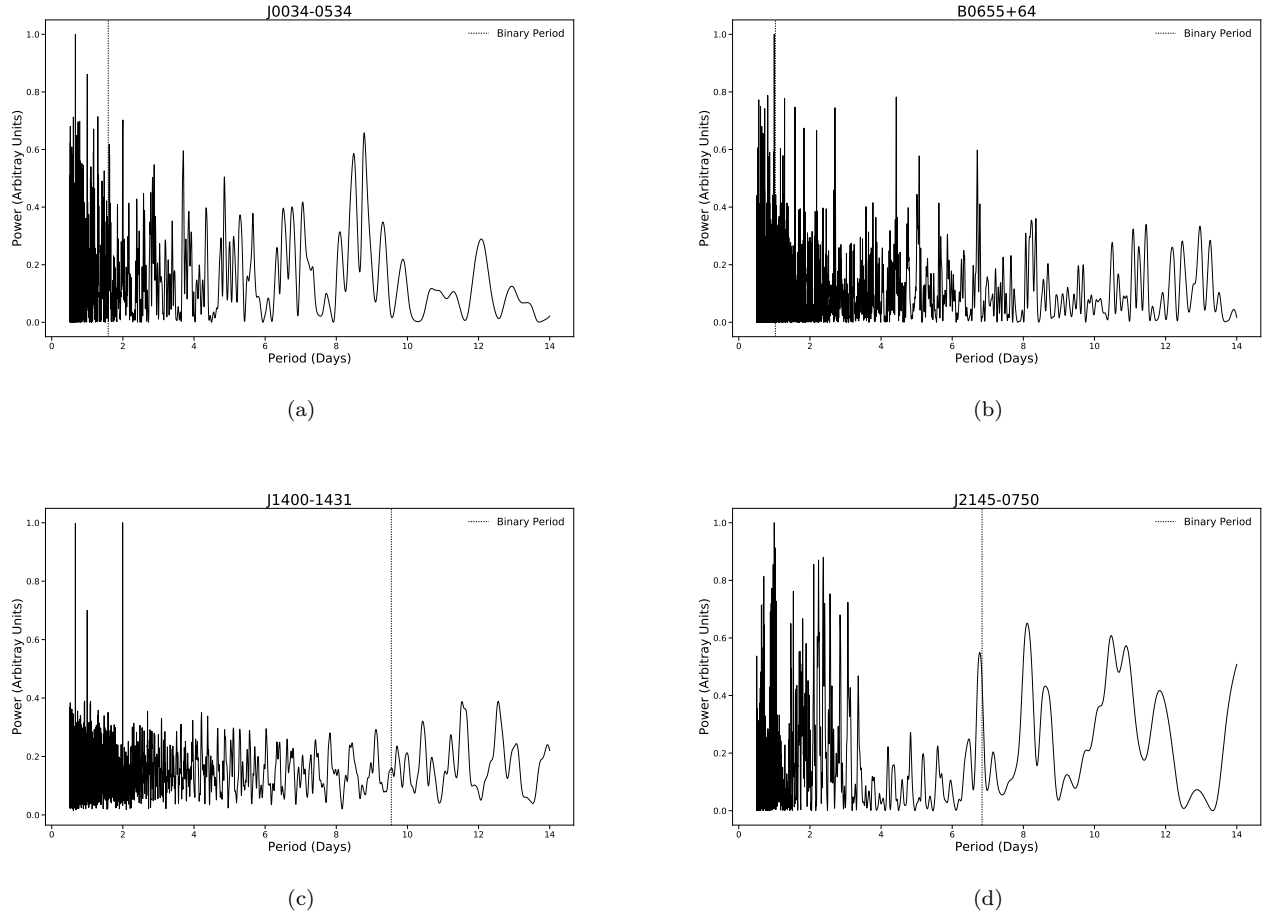 J0034-0534
Binary Period
1.0
0.8
0.6
0.4
0.2
0.0
Power (Arbitray Units)
0 2 4 6 8 10 12 14
Period (Days)
(a)
B0655+64
Binary Period
1.0
0.8
0.6
0.4
0.2
0.0
Power (Arbitray Units)
0 2 4 6 8 10 12 14
Period (Days)
(b)
J1400-1431
Binary Period
1.0
0.8
0.6
0.4
0.2
0.0
Power (Arbitray Units)
0 2 4 6 8 10 12 14
Period (Days)
(c)
J2145-0750
Binary Period
1.0
0.8
0.6
0.4
0.2
0.0
Power (Arbitray Units)
0 2 4 6 8 10 12 14
Period (Days)
(d)